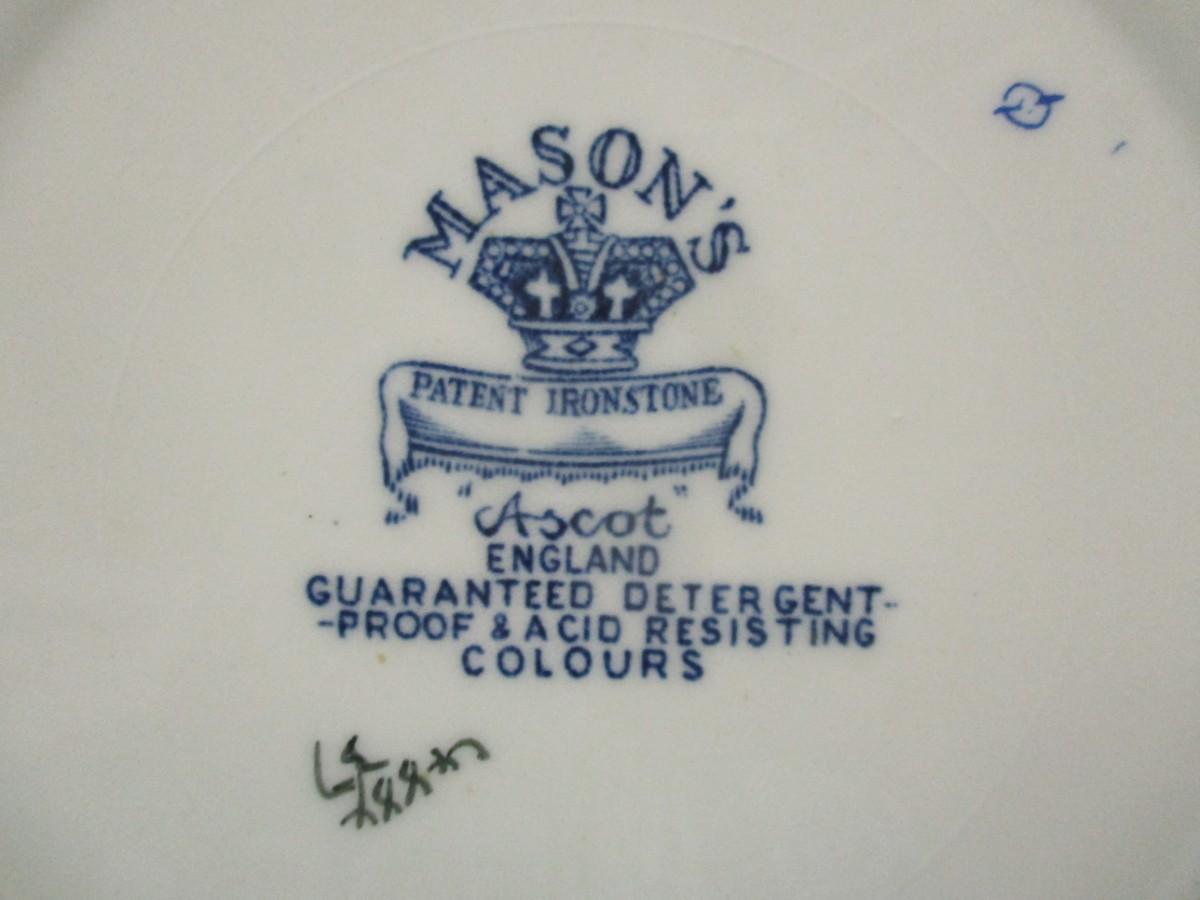 MASON'S
PATENT IRONSTONE
"Ascot"
ENGLAND
GUARANTEED DETERGENT-
-PROOF & ACID RESISTING
COLOURS